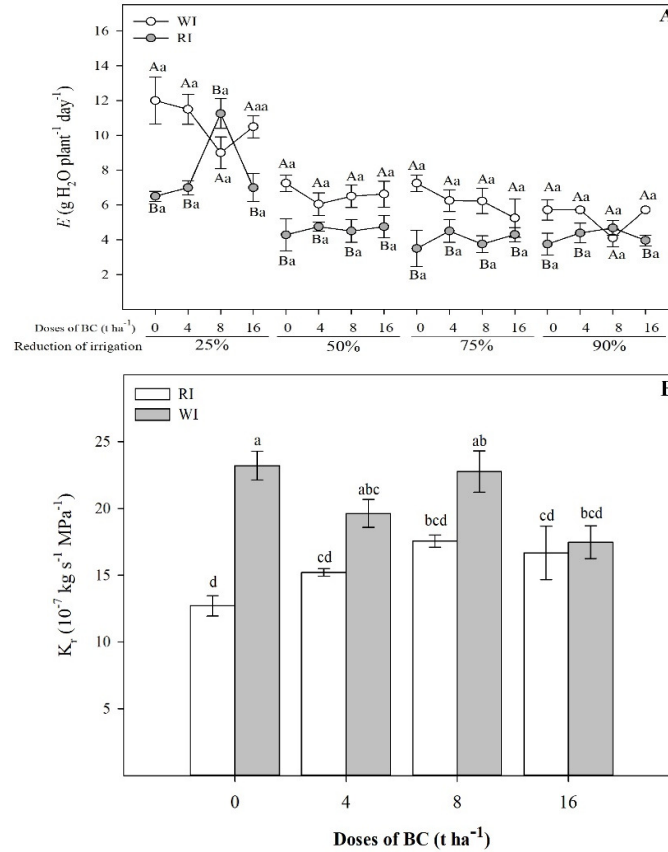 A
WI
RI
16
14
12
10
8
6
4
2
E (g H₂O plant⁻¹ day⁻¹)
Aa Aa Ba Aaa
Ba Ba Aa Ba
Aa Aa Aa Aa
Ba Ba Ba Ba
Aa Aa Aa Aa
Ba Ba Ba Ba
Aa Aa Aa Aa
Ba Ba Aa Ba
Doses of BC (t ha⁻¹) 0 4 8 16 0 4 8 16 0 4 8 16 0 4 8 16
Reduction of irrigation 25% 50% 75% 90%
RI
WI
25
20
15
10
5
Kᵣ (10⁻⁷ kg s⁻¹ MPa⁻¹)
d a cd abc bcd ab cd bcd
0 4 8 16
Doses of BC (t ha⁻¹)